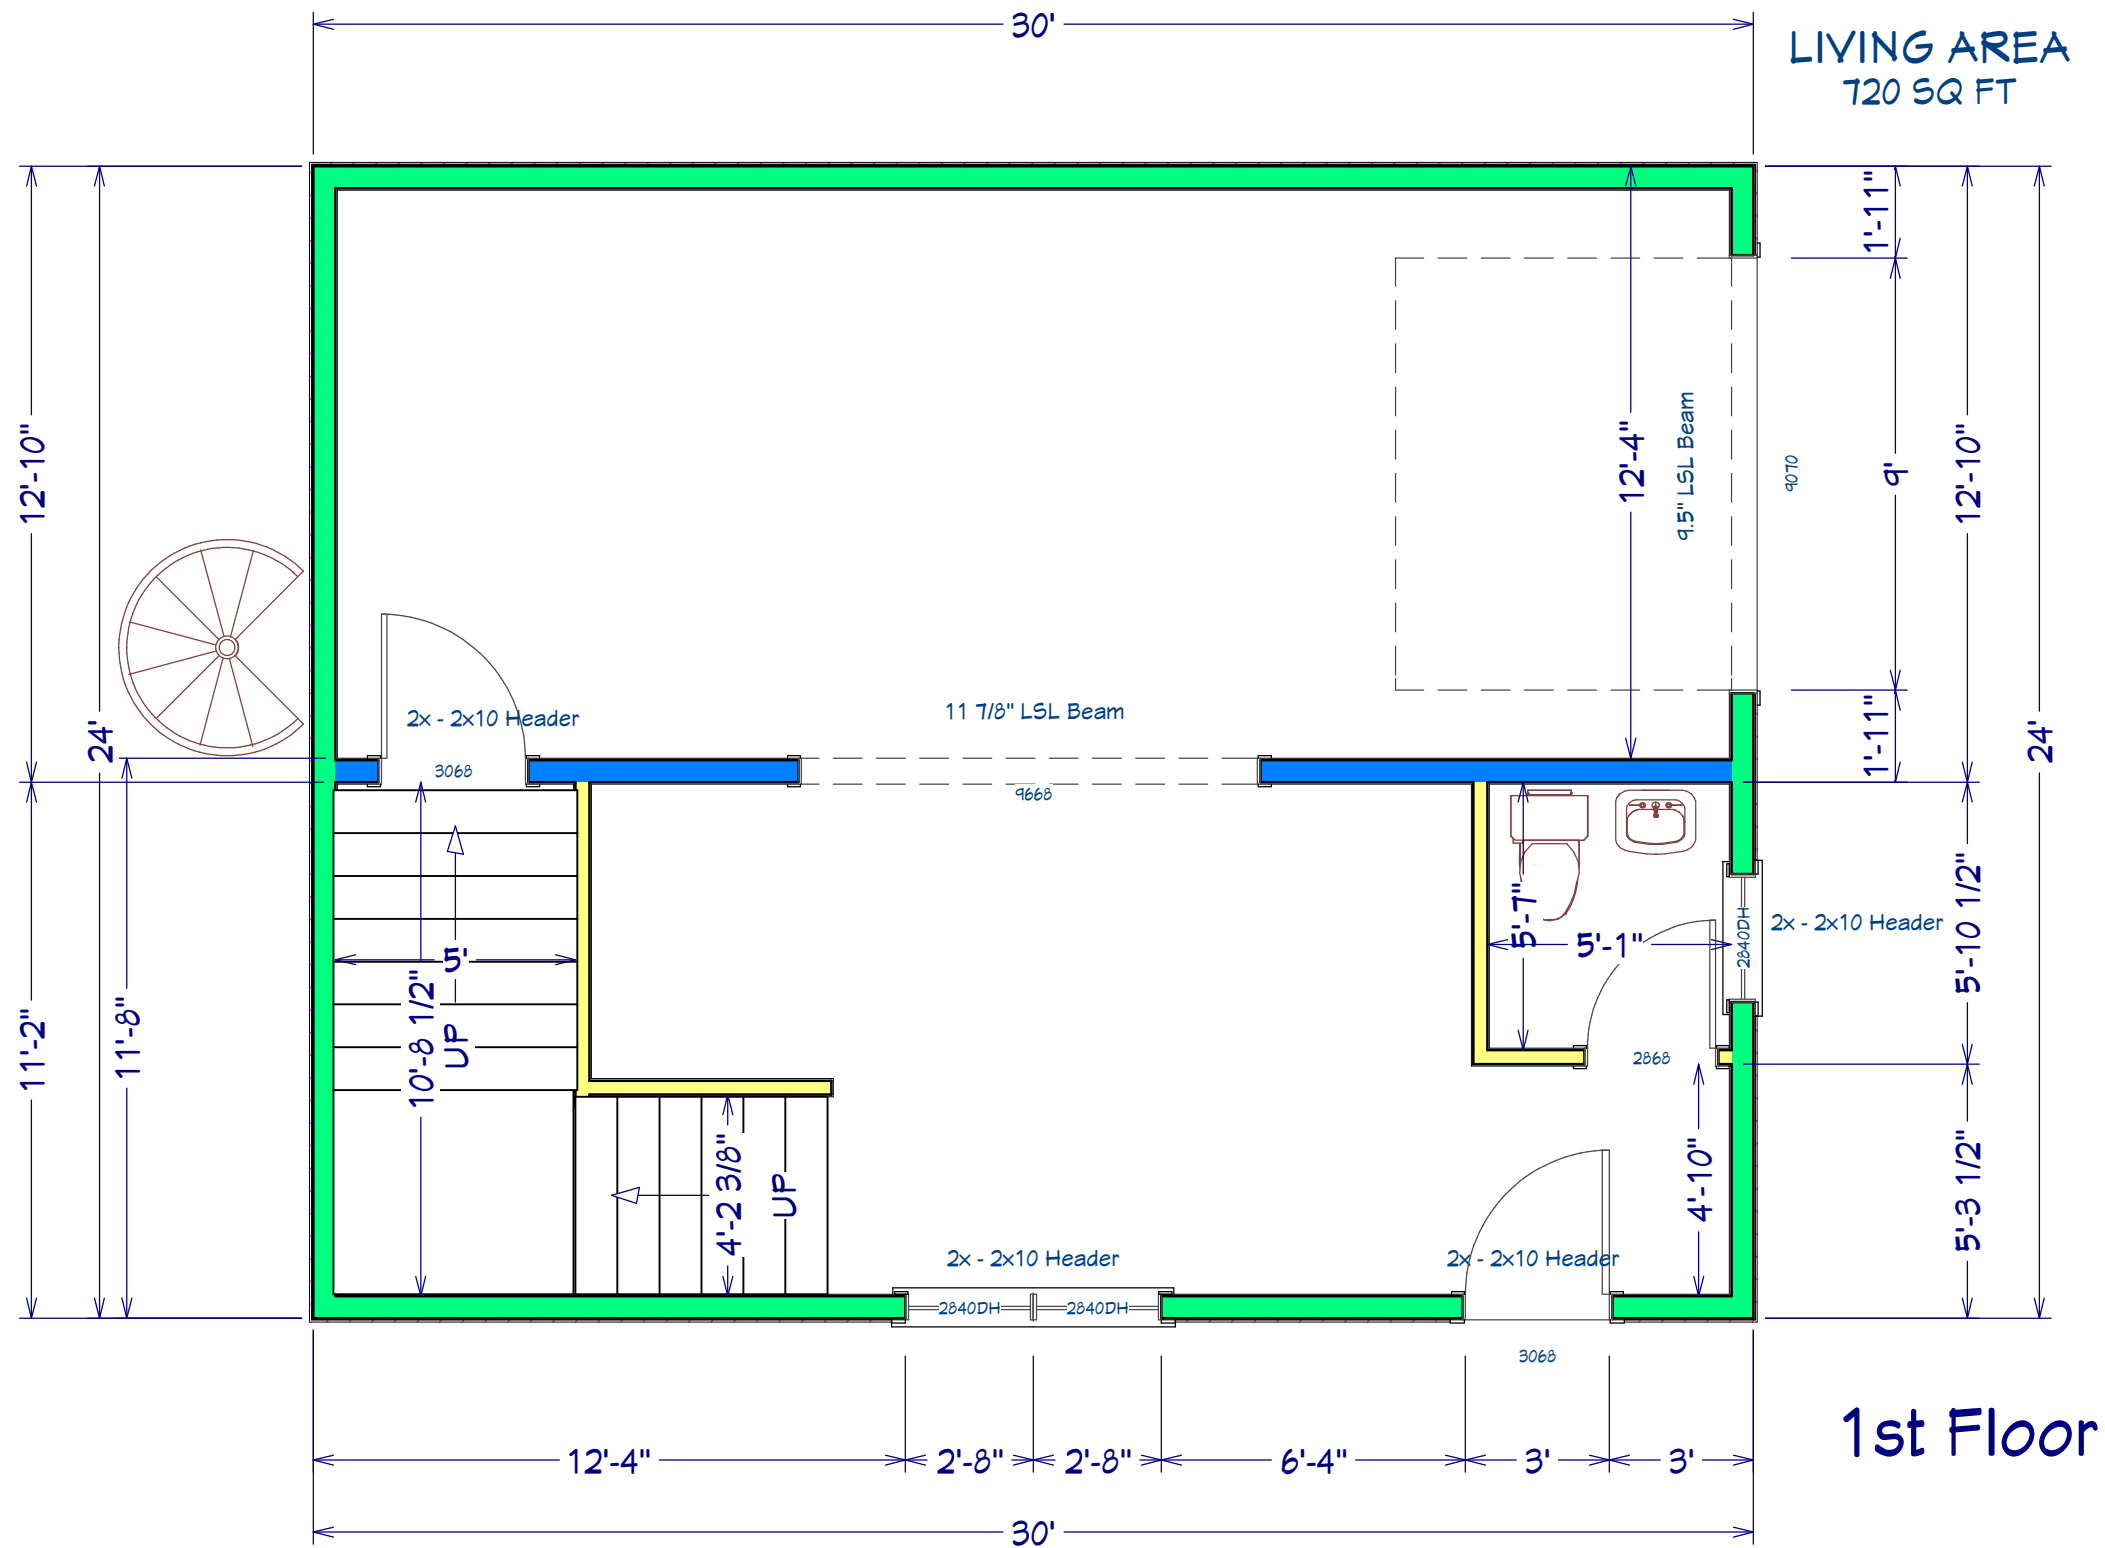 30'
LIVING AREA
720 SQ FT
1'-11"
12'-10"
12'-4"
9.5" LSL Beam
9070
9'
12'-10"
24'
1'-11"
24'
2x - 2x10 Header
3068
11 7/8" LSL Beam
9668
11'-2"
11'-8"
5'
10'-8 1/2"
UP
5'-7"
5'-1"
2840DH
2x - 2x10 Header
5'-10 1/2"
2868
4'-2 3/8"
UP
4'-10"
5'-3 1/2"
2x - 2x10 Header
2x - 2x10 Header
2840DH
2840DH
3068
1st Floor
12'-4"
2'-8"
2'-8"
6'-4"
3'
3'
30'